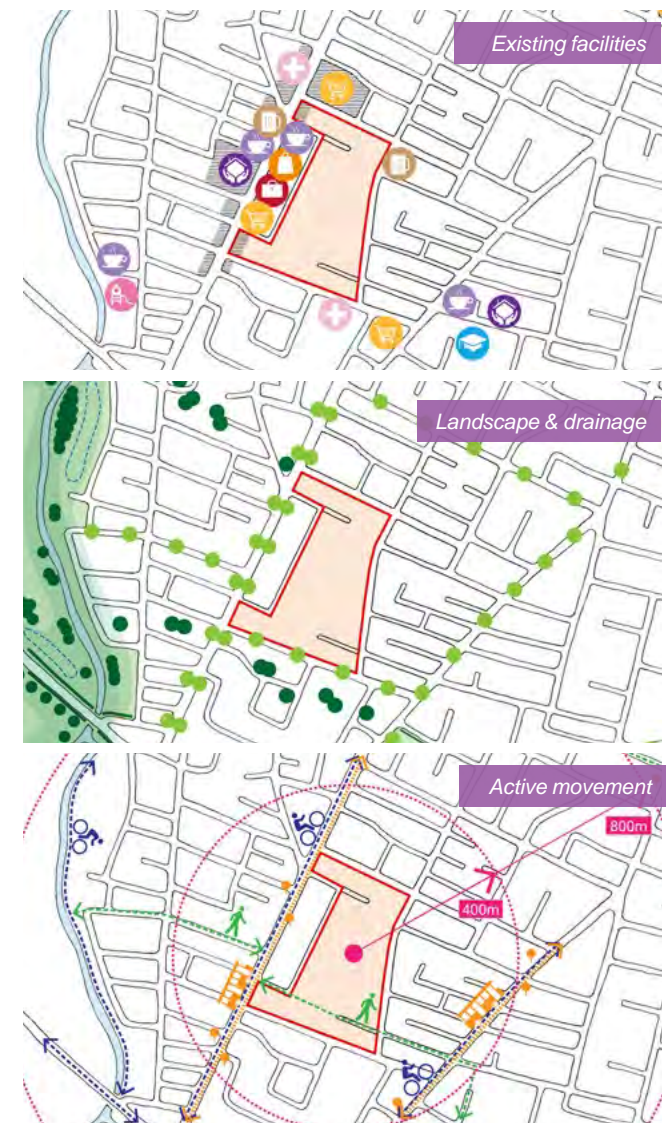 Existing facilities
Landscape & drainage
Active movement
800m
400m